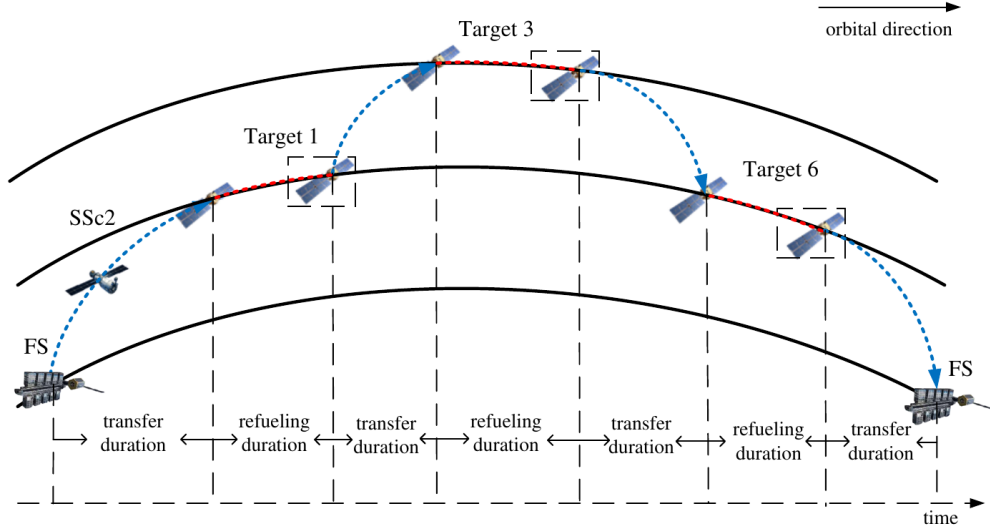 Target 3
orbital direction
Target 1
Target 6
SSc2
FS
FS
transfer
duration
refueling
duration
transfer
duration
refueling
duration
transfer
duration
refueling
duration
transfer
duration
time